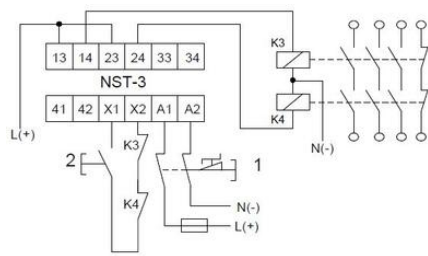 K3
13 14 23 24 33 34
NST-3
K4
41 42 X1 X2 A1 A2
L(+)
N(-)
K3
2
1
K4
N(-)
L(+)